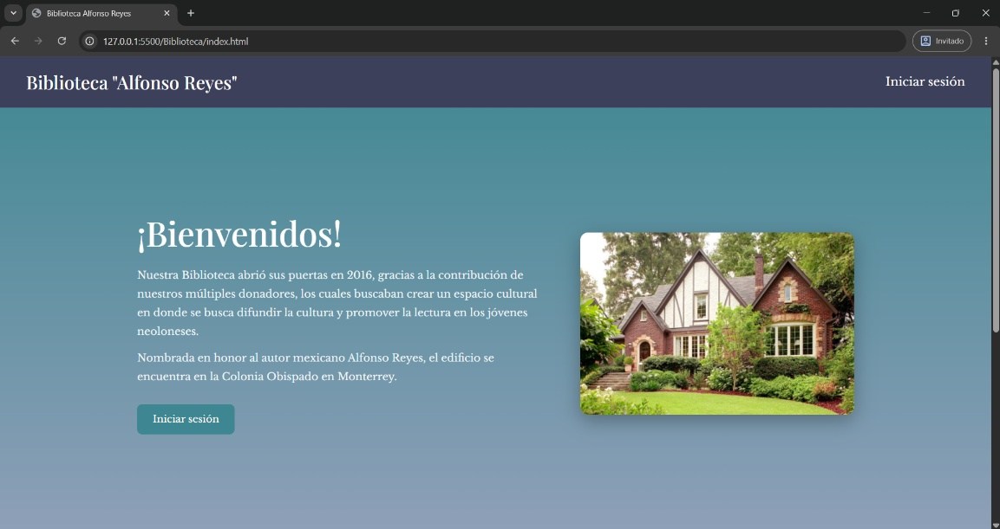 Biblioteca Alfonso Reyes
127.0.0.1:5500/Biblioteca/index.html
Invitado
Biblioteca "Alfonso Reyes"
Iniciar sesión
¡Bienvenidos!
Nuestra Biblioteca abrió sus puertas en 2016, gracias a la contribución de
nuestros múltiples donadores, los cuales buscaban crear un espacio cultural
en donde se busca difundir la cultura y promover la lectura en los jóvenes
neoloneses.
Nombrada en honor al autor mexicano Alfonso Reyes, el edificio se
encuentra en la Colonia Obispado en Monterrey.
Iniciar sesión